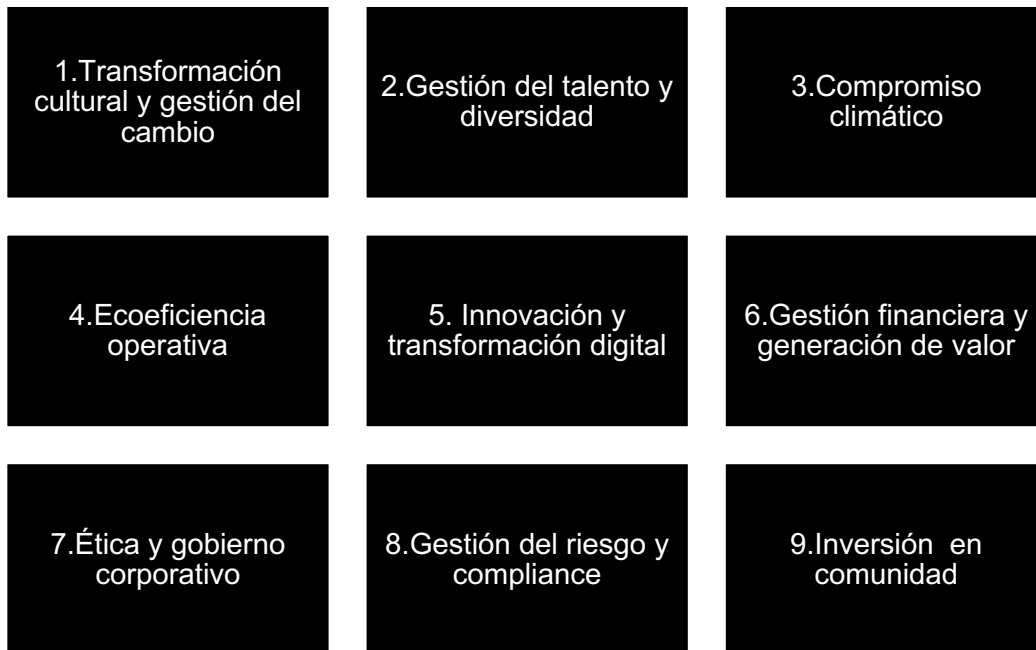 1.Transformación
cultural y gestión del
cambio
2.Gestión del talento y
diversidad
3.Compromiso
climático
4.Ecoeficiencia
operativa
5. Innovación y
transformación digital
6.Gestión financiera y
generación de valor
7.Ética y gobierno
corporativo
8.Gestión del riesgo y
compliance
9.Inversión  en
comunidad